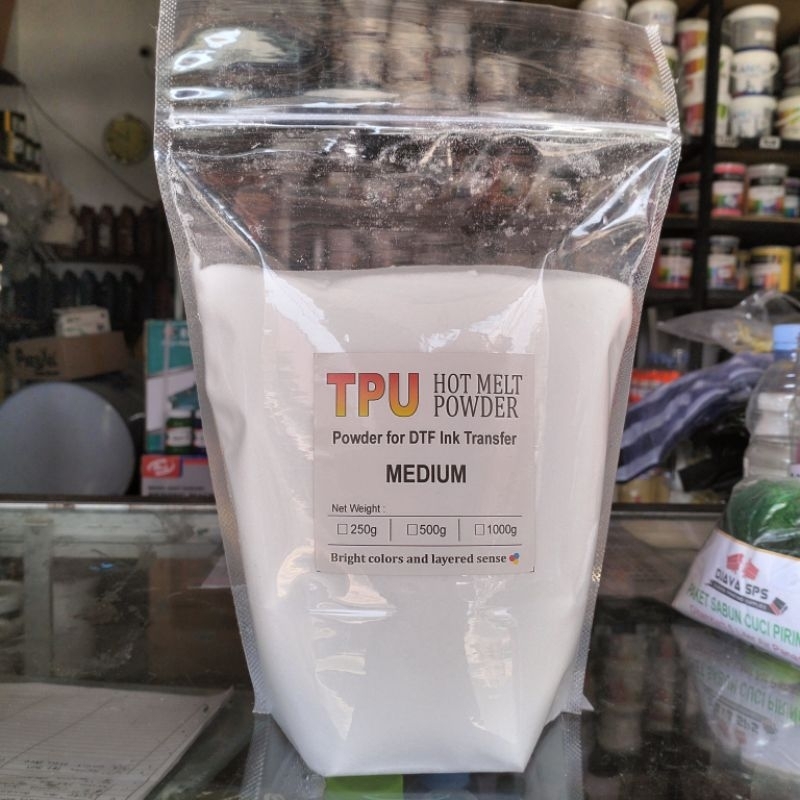 TPU HOT MELT POWDER
Powder for DTF Ink Transfer
MEDIUM
Net Weight :
☐ 250g ☐ 500g ☐ 1000g
Bright colors and layered sense
DIAVA SPS
PAKET SABUN CUCI PIRIN